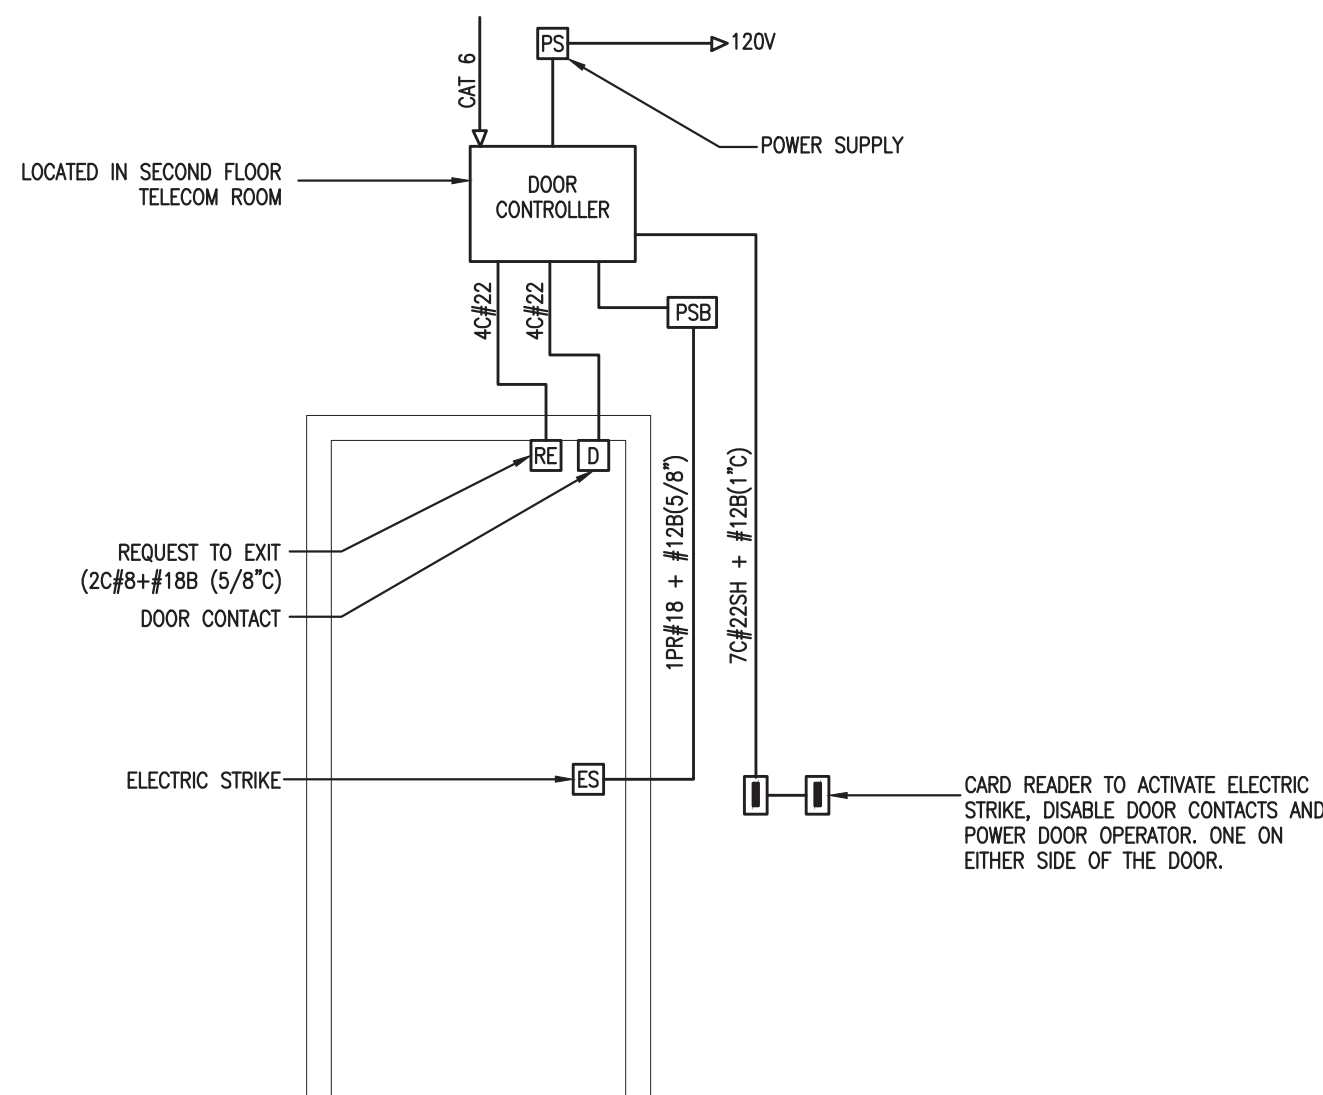 PS
120V
CAT 6
POWER SUPPLY
LOCATED IN SECOND FLOOR
TELECOM ROOM
DOOR
CONTROLLER
4C#22
4C#22
PSB
RE
D
1PR#18 + #12B(5/8")
7C#22SH + #12B(1"C)
REQUEST TO EXIT
(2C#8+#18B (5/8"C)
DOOR CONTACT
ELECTRIC STRIKE
ES
CARD READER TO ACTIVATE ELECTRIC
STRIKE, DISABLE DOOR CONTACTS AND
POWER DOOR OPERATOR. ONE ON
EITHER SIDE OF THE DOOR.